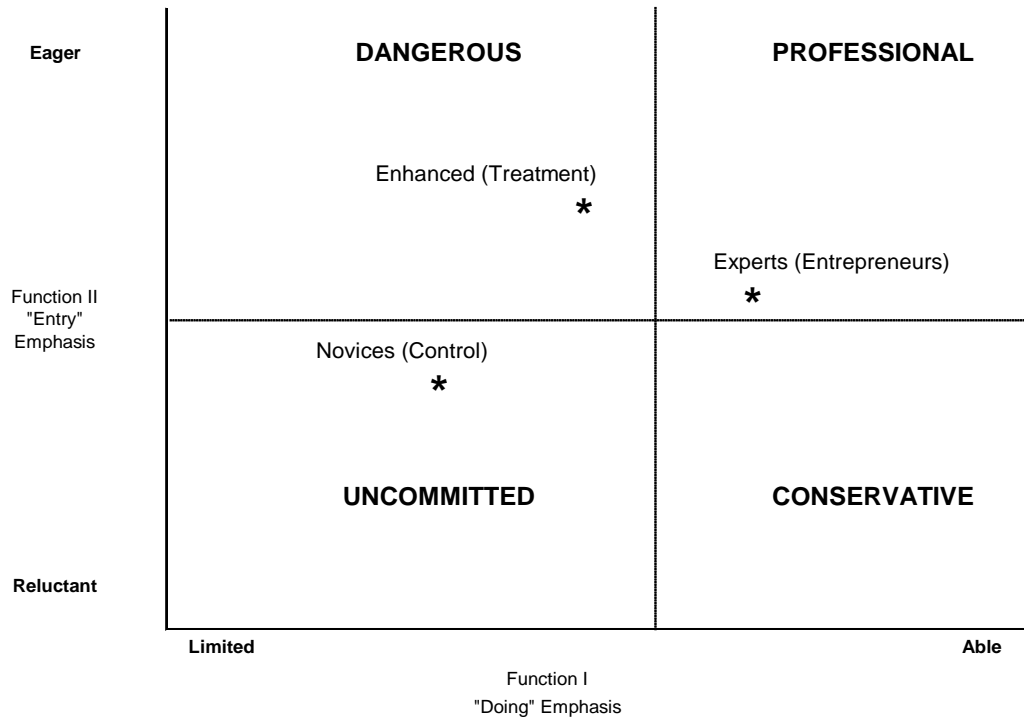 Eager
DANGEROUS
PROFESSIONAL
Enhanced (Treatment)
*
Experts (Entrepreneurs)
*
Function II
"Entry"
Emphasis
Novices (Control)
*
UNCOMMITTED
CONSERVATIVE
Reluctant
Limited
Able
Function I
"Doing" Emphasis